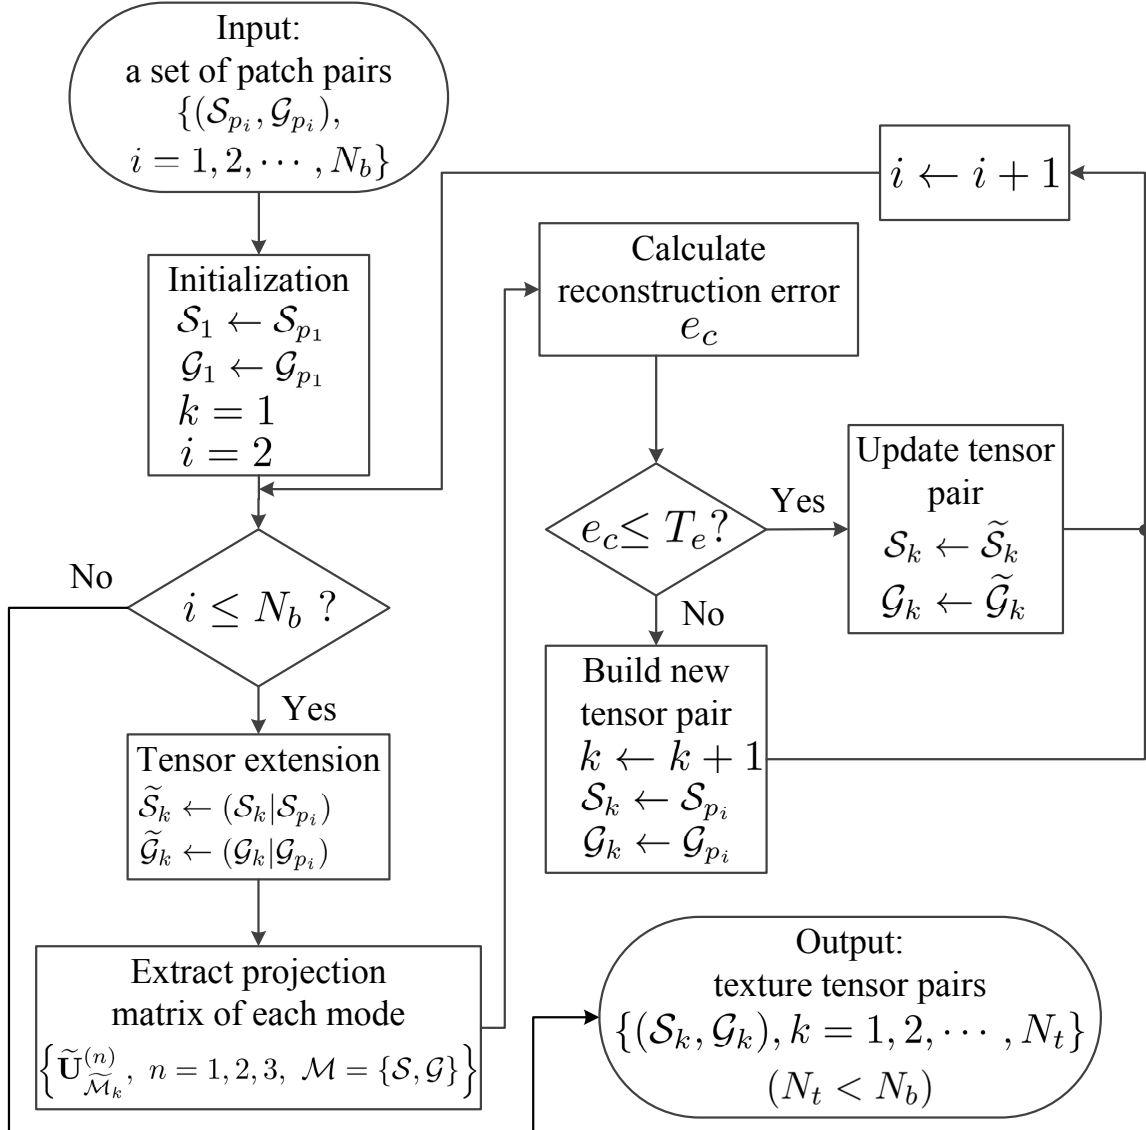 Input:
a set of patch pairs
{(𝒮_{p_i}, 𝒢_{p_i}),
i = 1, 2, ⋯ , N_b}
Initialization
𝒮_1 ← 𝒮_{p_1}
𝒢_1 ← 𝒢_{p_1}
k = 1
i = 2
i ≤ N_b ?
No
Yes
Tensor extension
𝒮̃_k ← (𝒮_k|𝒮_{p_i})
𝒢̃_k ← (𝒢_k|𝒢_{p_i})
Extract projection
matrix of each mode
{Ũ^{(n)}_{ℳ̃_k}, n = 1, 2, 3, ℳ = {𝒮, 𝒢}}
Calculate
reconstruction error
e_c
e_c ≤ T_e?
Yes
No
Update tensor
pair
𝒮_k ← 𝒮̃_k
𝒢_k ← 𝒢̃_k
Build new
tensor pair
k ← k + 1
𝒮_k ← 𝒮_{p_i}
𝒢_k ← 𝒢_{p_i}
i ← i + 1
Output:
texture tensor pairs
{(𝒮_k, 𝒢_k), k = 1, 2, ⋯ , N_t}
(N_t < N_b)